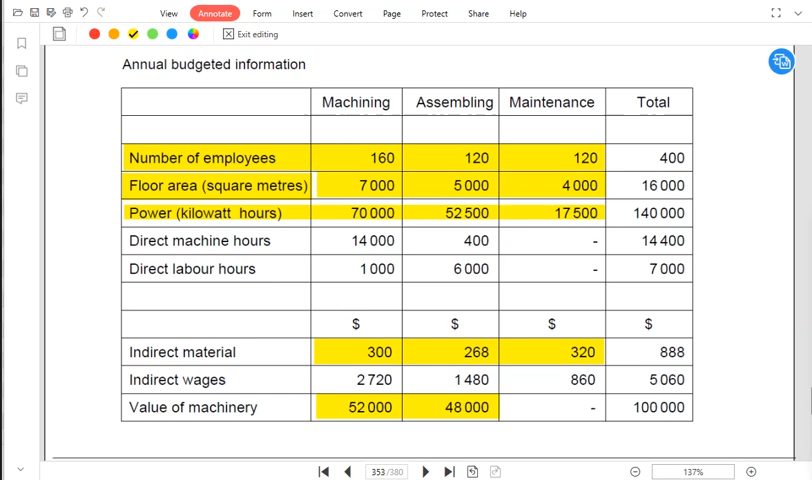 View Annotate Form Insert Convert Page Protect Share Help
Exit editing
Annual budgeted information
Machining Assembling Maintenance Total
Number of employees 160 120 120 400
Floor area (square metres) 7 000 5 000 4 000 16 000
Power (kilowatt hours) 70 000 52 500 17 500 140 000
Direct machine hours 14 000 400 - 14 400
Direct labour hours 1 000 6 000 - 7 000
$ $ $ $
Indirect material 300 268 320 888
Indirect wages 2 720 1 480 860 5 060
Value of machinery 52 000 48 000 - 100 000
353 /380 137%
W